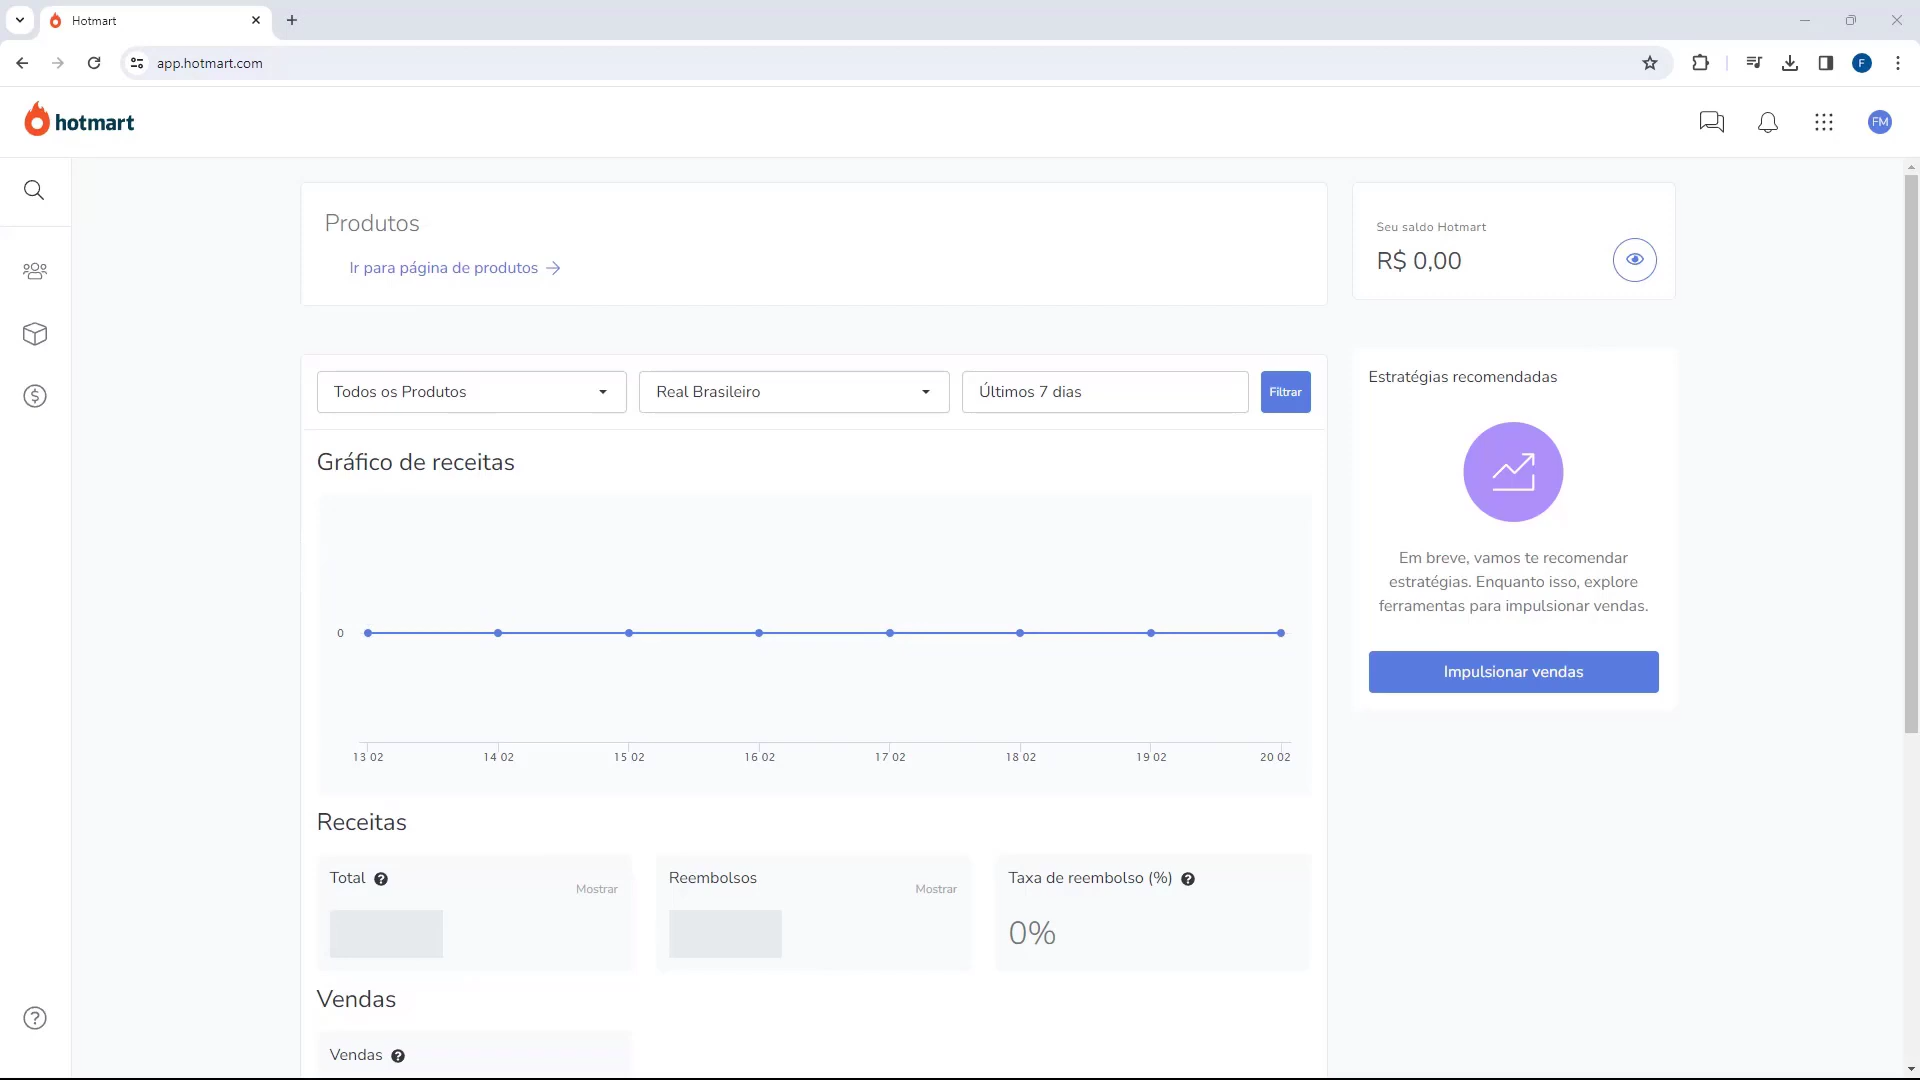 Hotmart
app.hotmart.com
F
hotmart
FM
Produtos
Ir para página de produtos
Seu saldo Hotmart
R$ 0,00
Todos os Produtos
Real Brasileiro
Últimos 7 dias
Filtrar
Estratégias recomendadas
Em breve, vamos te recomendar
estratégias. Enquanto isso, explore
ferramentas para impulsionar vendas.
Impulsionar vendas
Gráfico de receitas
0
13 02 14 02 15 02 16 02 17 02 18 02 19 02 20 02
Receitas
Total ?
Mostrar
Reembolsos
Mostrar
Taxa de reembolso (%) ?
0%
Vendas
Vendas ?